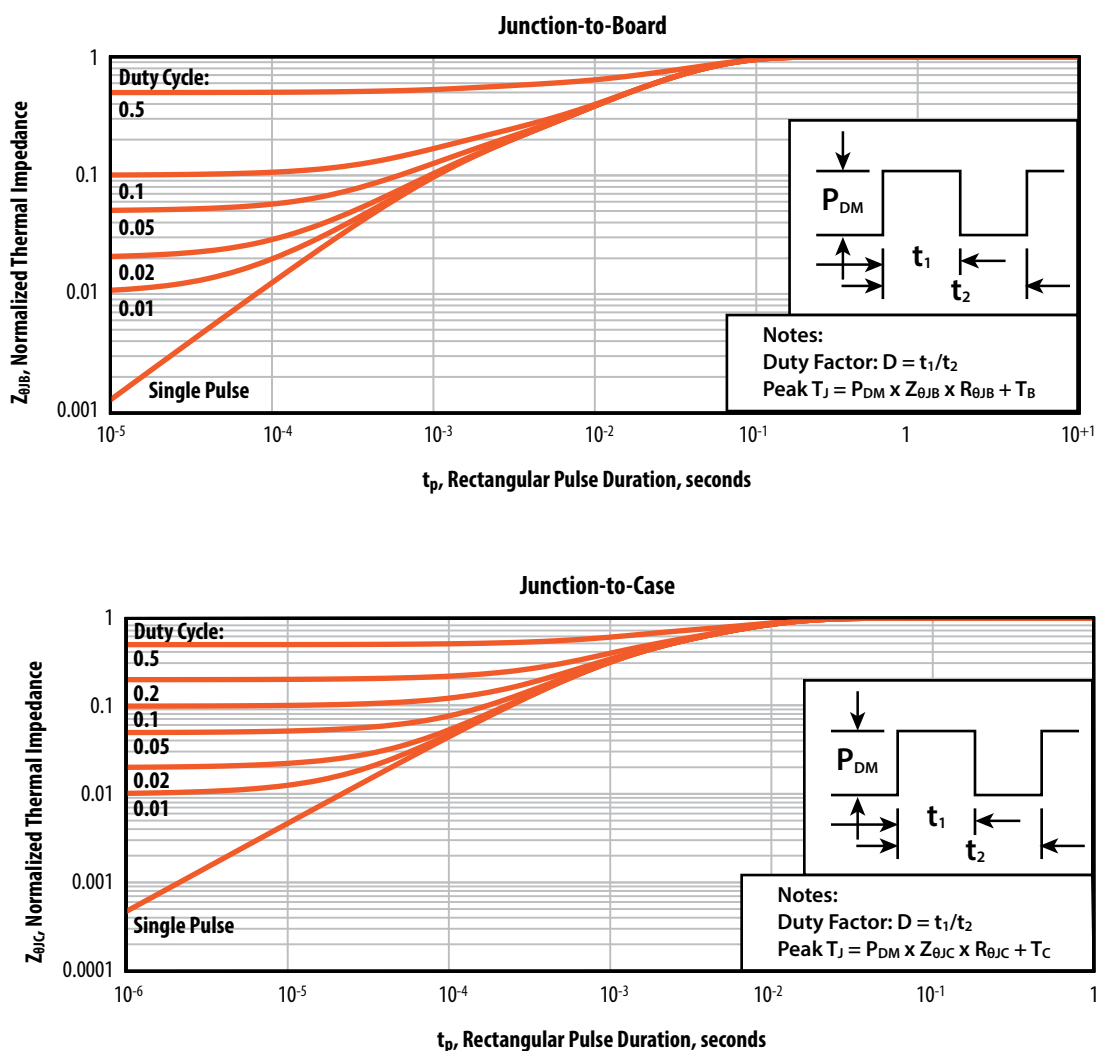 Junction-to-Board
Z_θJB, Normalized Thermal Impedance
1
0.1
0.01
0.001
Duty Cycle:
0.5
0.1
0.05
0.02
0.01
Single Pulse
P_DM
t₁
t₂
Notes:
Duty Factor: D = t₁/t₂
Peak T_J = P_DM x Z_θJB x R_θJB + T_B
10⁻⁵ 10⁻⁴ 10⁻³ 10⁻² 10⁻¹ 1 10⁺¹
t_p, Rectangular Pulse Duration, seconds
Junction-to-Case
Z_θJC, Normalized Thermal Impedance
1
0.1
0.01
0.001
0.0001
Duty Cycle:
0.5
0.2
0.1
0.05
0.02
0.01
Single Pulse
P_DM
t₁
t₂
Notes:
Duty Factor: D = t₁/t₂
Peak T_J = P_DM x Z_θJC x R_θJC + T_C
10⁻⁶ 10⁻⁵ 10⁻⁴ 10⁻³ 10⁻² 10⁻¹ 1
t_p, Rectangular Pulse Duration, seconds